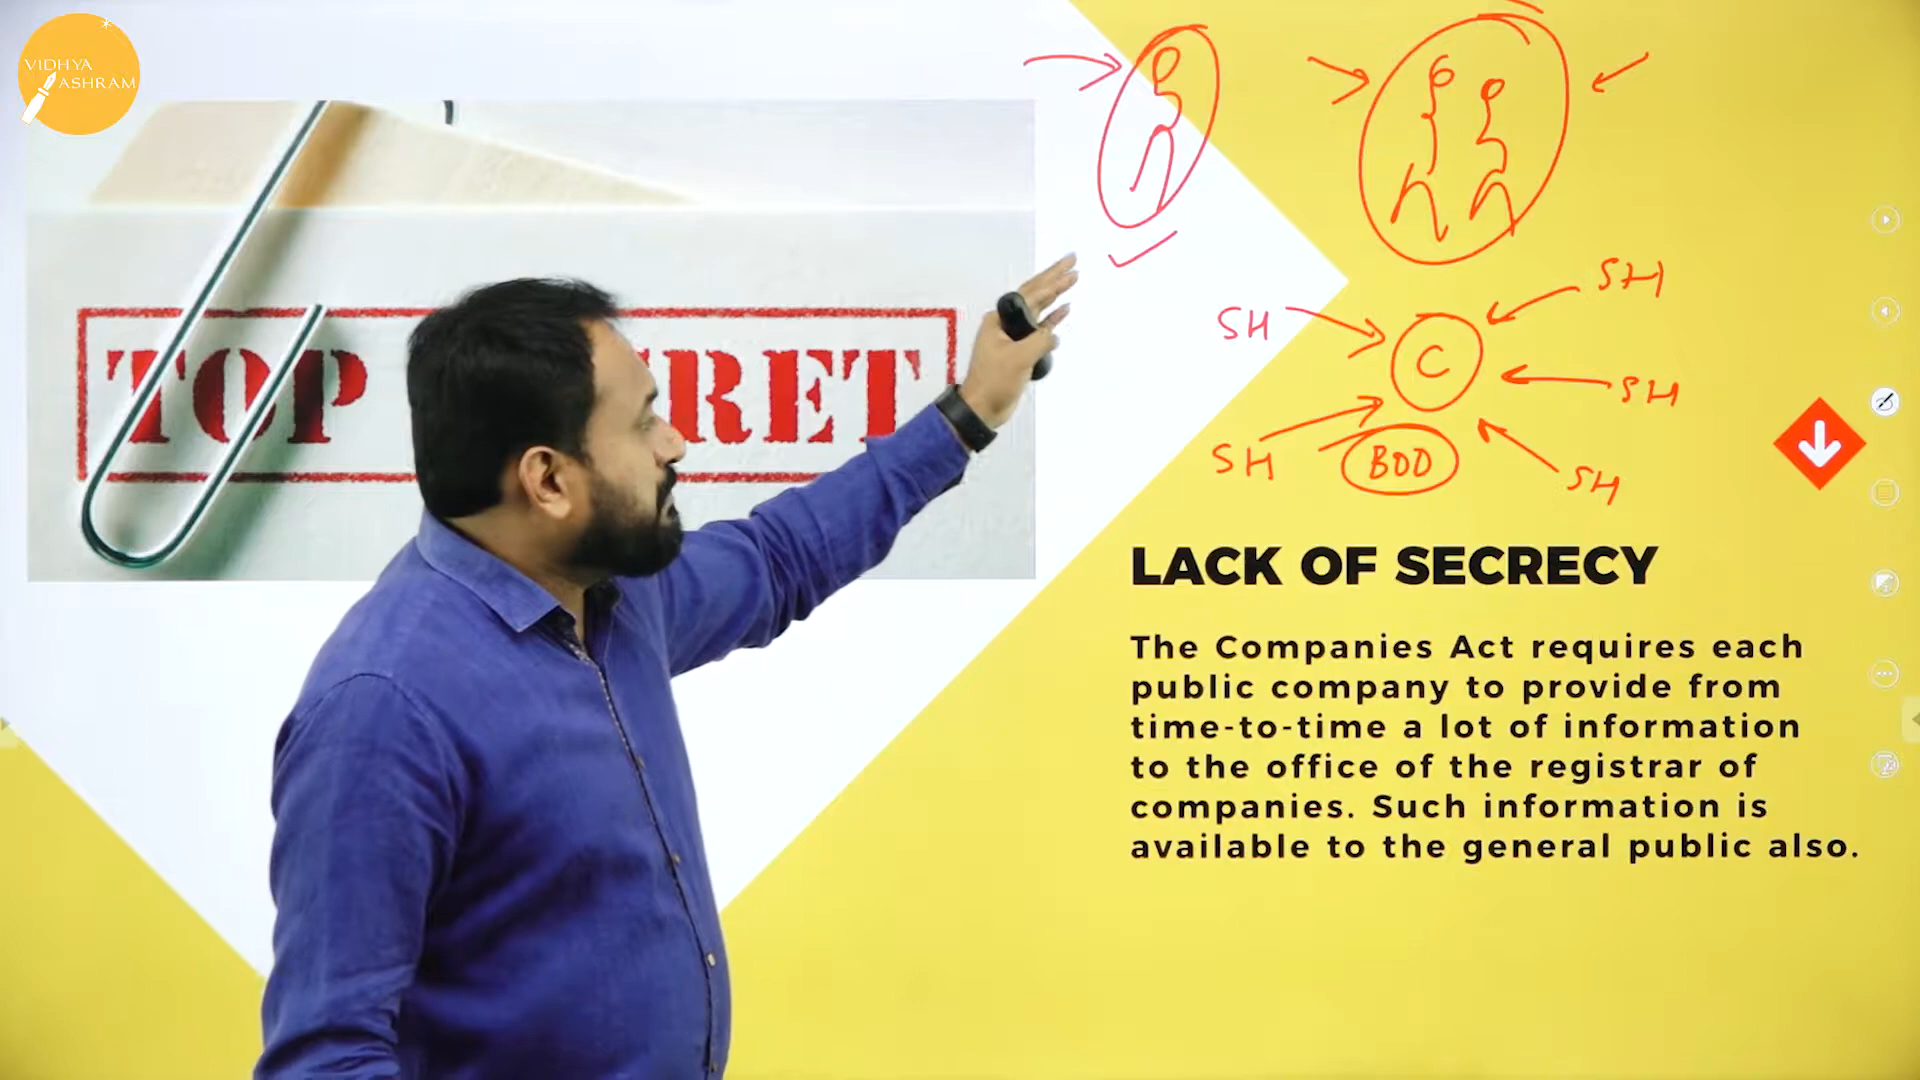 VIDHYA
ASHRAM
TOP RET
SH
SH
C
SH
SH
BOD
SH
LACK OF SECRECY
The Companies Act requires each
public company to provide from
time-to-time a lot of information
to the office of the registrar of
companies. Such information is
available to the general public also.